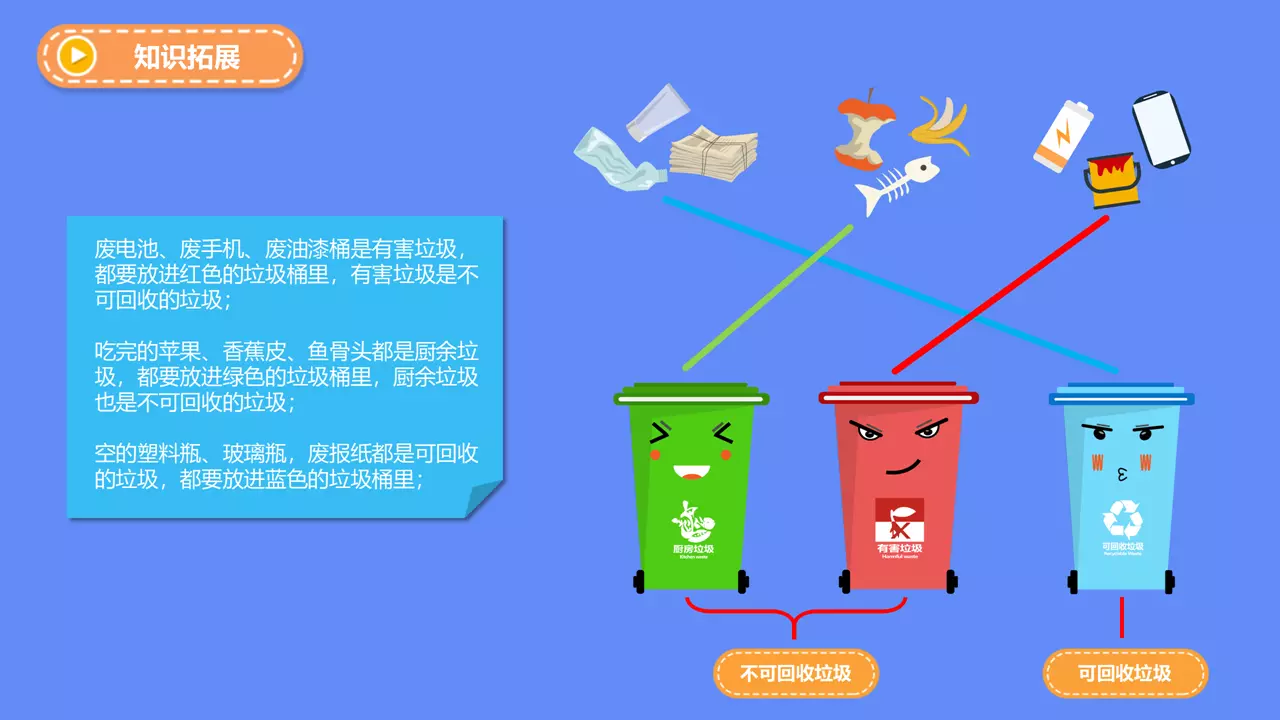 知识拓展
废电池、废手机、废油漆桶是有害垃圾，
都要放进红色的垃圾桶里，有害垃圾是不
可回收的垃圾；
吃完的苹果、香蕉皮、鱼骨头都是厨余垃
圾，都要放进绿色的垃圾桶里，厨余垃圾
也是不可回收的垃圾；
空的塑料瓶、玻璃瓶，废报纸都是可回收
的垃圾，都要放进蓝色的垃圾桶里；
厨房垃圾
Kitchen waste
有害垃圾
Harmful waste
可回收垃圾
Recyclable Waste
不可回收垃圾
可回收垃圾